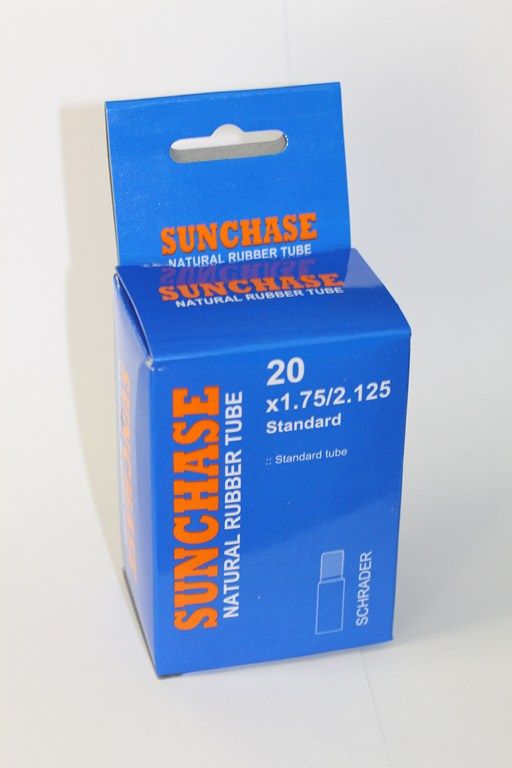 SUNCHASE
NATURAL RUBBER TUBE
SUNCHASE
NATURAL RUBBER TUBE
20
x1.75/2.125
Standard
:: Standard tube
SUNCHASE
NATURAL RUBBER TUBE
SCHRADER
SUNCHASE